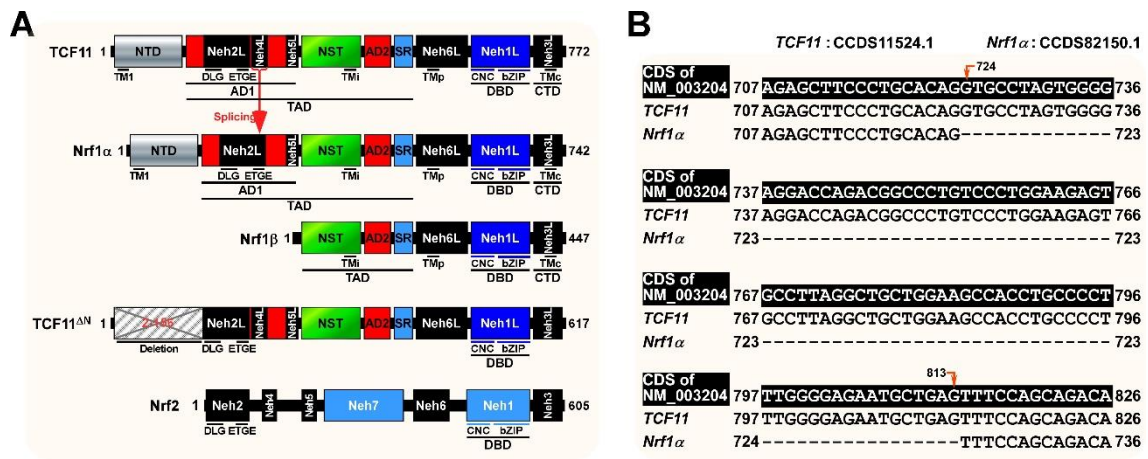 A
TCF11 1 NTD Neh2L Neh4L Neh5L NST AD2 SR Neh6L Neh1L Neh3L 772
TM1 DLG ETGE TMi TMp CNC bZIP TMc
AD1 DBD CTD
TAD
Splicing
Nrf1α 1 NTD Neh2L Neh5L NST AD2 SR Neh6L Neh1L Neh3L 742
TM1 DLG ETGE TMi TMp CNC bZIP TMc
AD1 DBD CTD
TAD
Nrf1β 1 NST AD2 SR Neh6L Neh1L Neh3L 447
TMi TMp CNC bZIP TMc
TAD DBD CTD
TCF11ΔN 1 2-156 Neh2L Neh4L Neh5L NST AD2 SR Neh6L Neh1L Neh3L 617
Deletion DLG ETGE CNC bZIP
DBD
Nrf2 1 Neh2 Neh4 Neh5 Neh7 Neh6 Neh1 Neh3 605
DLG ETGE CNC bZIP
DBD
B
TCF11 : CCDS11524.1 Nrf1α : CCDS82150.1
724
CDS of
NM_003204 707 AGAGCTTCCCTGCACAGGTGCCTAGTGGGG 736
TCF11 707 AGAGCTTCCCTGCACAGGTGCCTAGTGGGG 736
Nrf1α 707 AGAGCTTCCCTGCACAG------------- 723
CDS of
NM_003204 737 AGGACCAGACGGCCCTGTCCCTGGAAGAGT 766
TCF11 737 AGGACCAGACGGCCCTGTCCCTGGAAGAGT 766
Nrf1α 723 ------------------------------ 723
CDS of
NM_003204 767 GCCTTAGGCTGCTGGAAGCCACCTGCCCCT 796
TCF11 767 GCCTTAGGCTGCTGGAAGCCACCTGCCCCT 796
Nrf1α 723 ------------------------------ 723
813
CDS of
NM_003204 797 TTGGGGAGAATGCTGAGTTTCCAGCAGACA 826
TCF11 797 TTGGGGAGAATGCTGAGTTTCCAGCAGACA 826
Nrf1α 724 -----------------TTTCCAGCAGACA 736